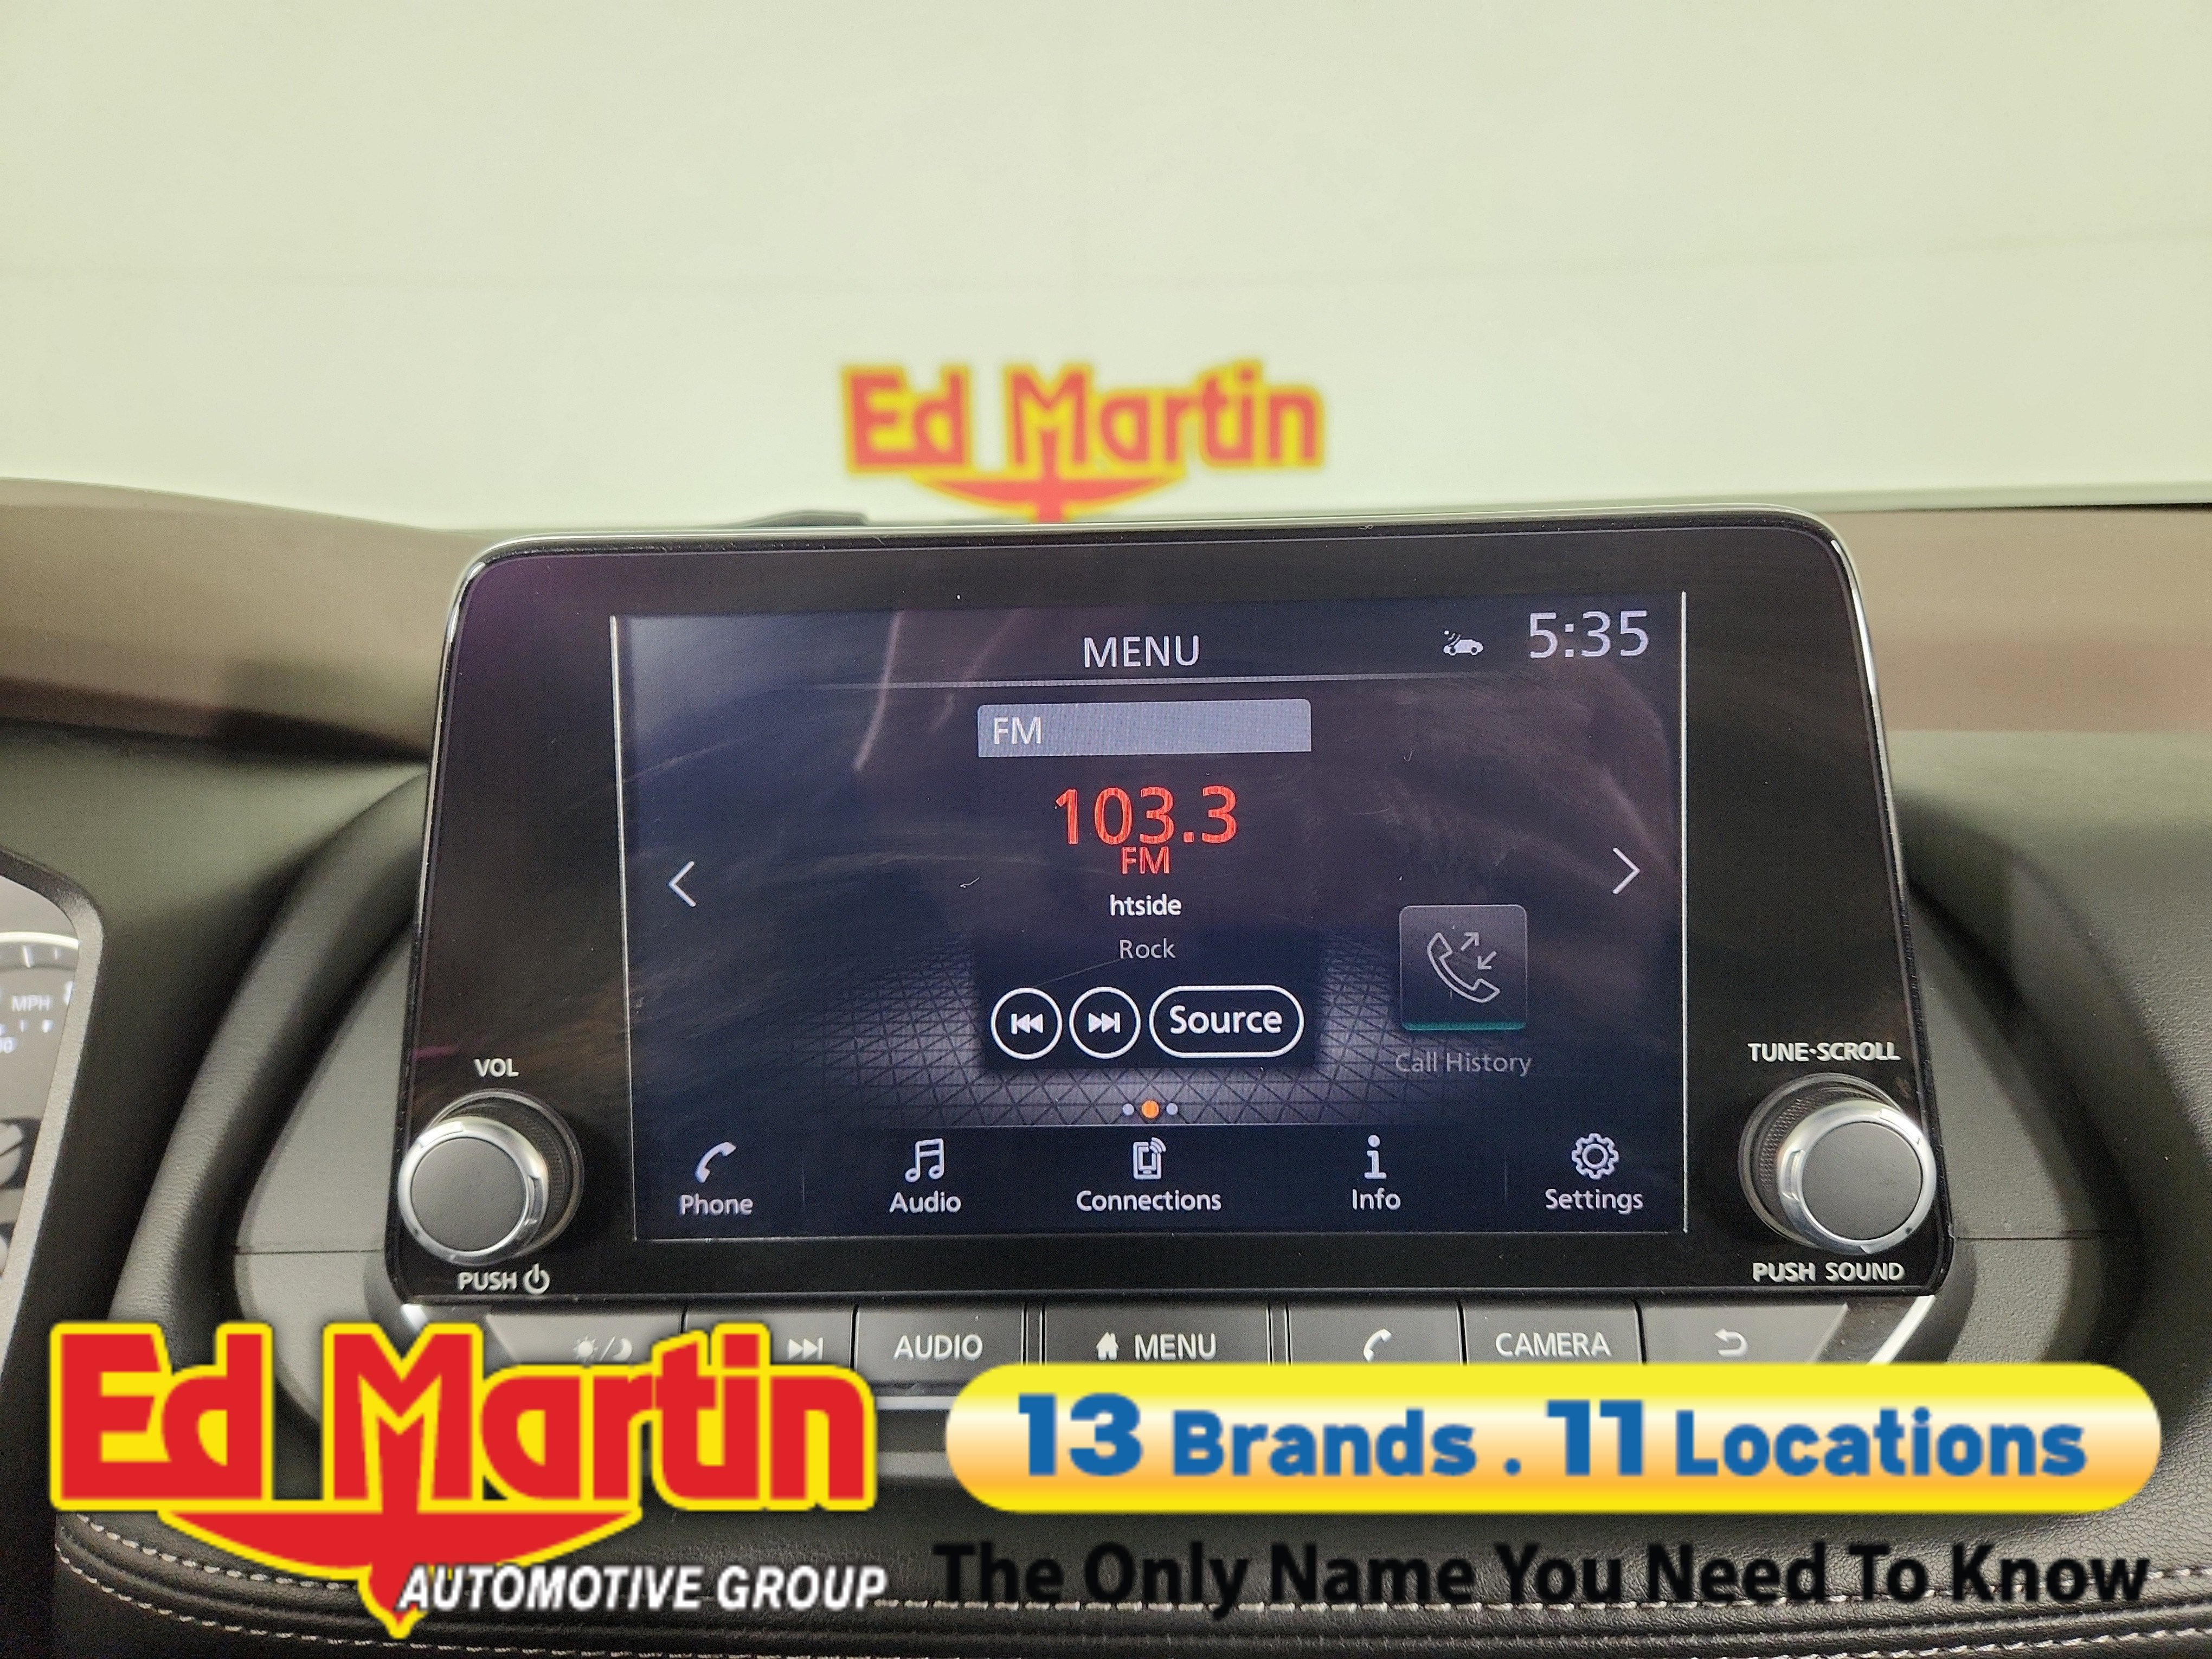 Ed Martin
MENU
5:35
FM
103.3
FM
htside
Rock
Source
Call History
Phone
Audio
Connections
Info
Settings
VOL
PUSH
TUNE·SCROLL
PUSH SOUND
MPH
AUDIO
MENU
CAMERA
Ed Martin
AUTOMOTIVE GROUP
13 Brands . 11 Locations
The Only Name You Need To Know